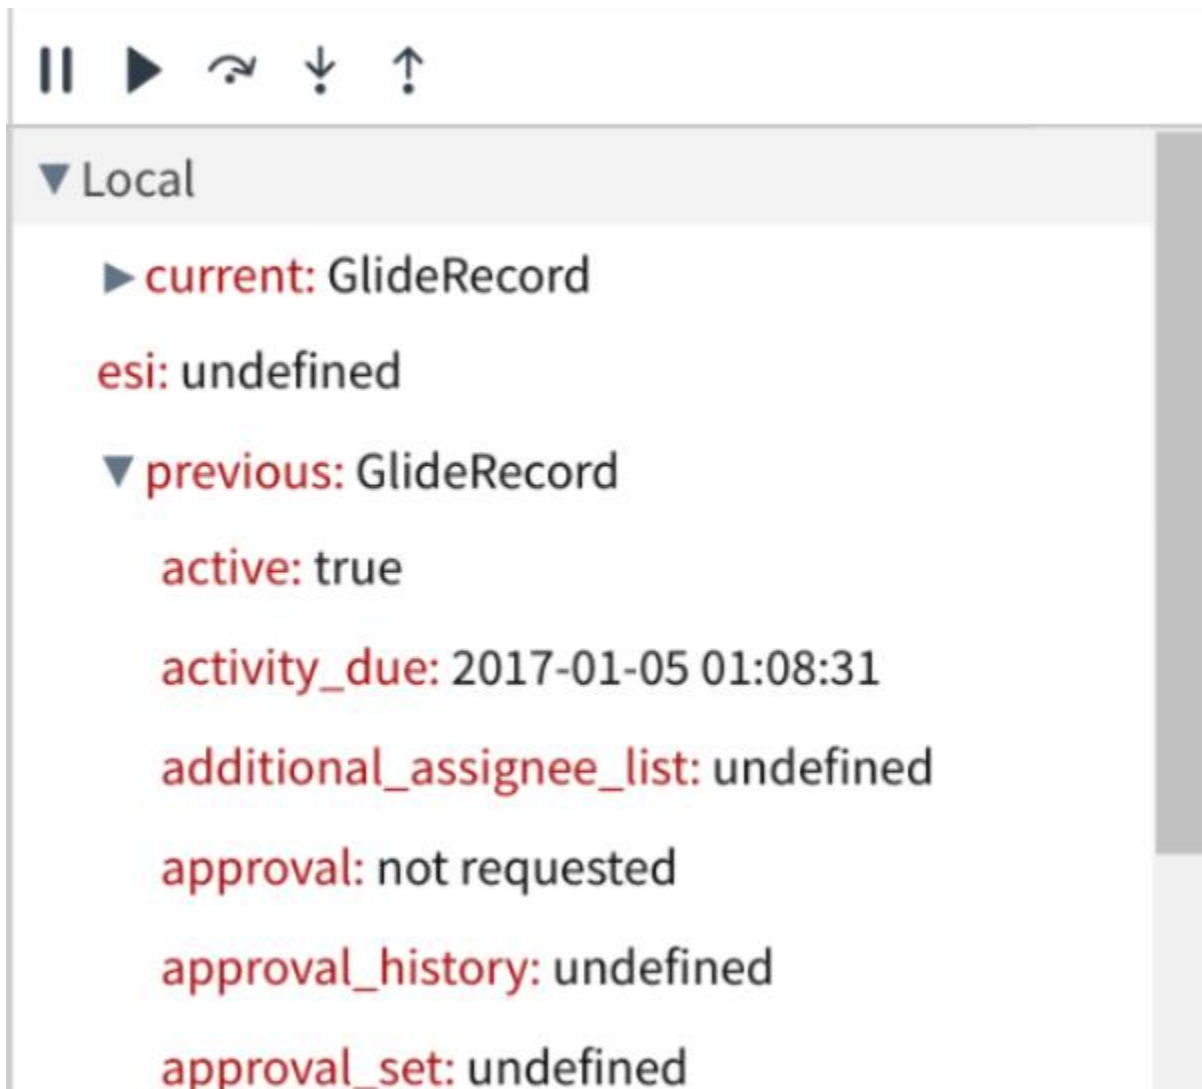 Local
current: GlideRecord
esi: undefined
previous: GlideRecord
active: true
activity_due: 2017-01-05 01:08:31
additional_assignee_list: undefined
approval: not requested
approval_history: undefined
approval_set: undefined